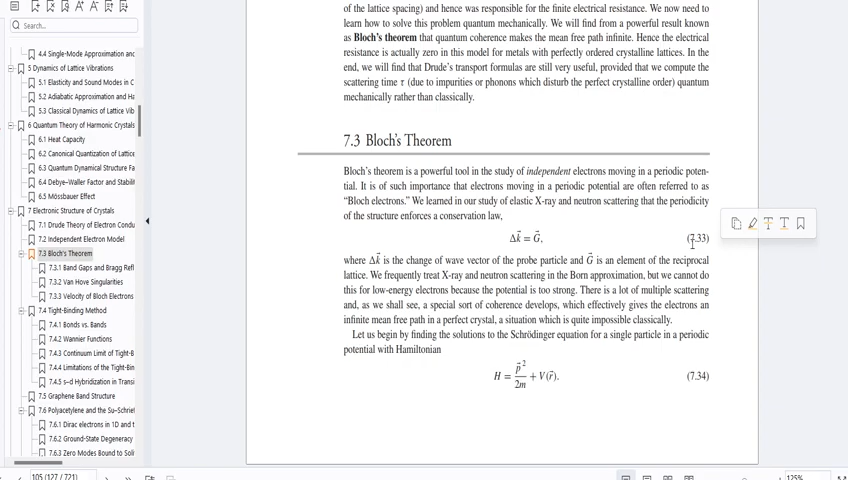 Search...
4.4 Single-Mode Approximation and
5 Dynamics of Lattice Vibrations
5.1 Elasticity and Sound Modes in C
5.2 Adiabatic Approximation and Ha
5.3 Classical Dynamics of Lattice Vib
6 Quantum Theory of Harmonic Crystals
6.1 Heat Capacity
6.2 Canonical Quantization of Lattice
6.3 Quantum Dynamical Structure Fa
6.4 Debye–Waller Factor and Stabilit
6.5 Mössbauer Effect
7 Electronic Structure of Crystals
7.1 Drude Theory of Electron Condu
7.2 Independent Electron Model
7.3 Bloch's Theorem
7.3.1 Band Gaps and Bragg Refl
7.3.2 Van Hove Singularities
7.3.3 Velocity of Bloch Electrons
7.4 Tight-Binding Method
7.4.1 Bonds vs. Bands
7.4.2 Wannier Functions
7.4.3 Continuum Limit of Tight-B
7.4.4 Limitations of the Tight-Bin
7.4.5 s–d Hybridization in Transi
7.5 Graphene Band Structure
7.6 Polyacetylene and the Su–Schrief
7.6.1 Dirac electrons in 1D and t
7.6.2 Ground-State Degeneracy
7.6.3 Zero Modes Bound to Soli
of the lattice spacing) and hence was responsible for the finite electrical resistance. We now need to
learn how to solve this problem quantum mechanically. We will find from a powerful result known
as Bloch's theorem that quantum coherence makes the mean free path infinite. Hence the electrical
resistance is actually zero in this model for metals with perfectly ordered crystalline lattices. In the
end, we will find that Drude's transport formulas are still very useful, provided that we compute the
scattering time τ (due to impurities or phonons which disturb the perfect crystalline order) quantum
mechanically rather than classically.
7.3 Bloch's Theorem
Bloch's theorem is a powerful tool in the study of independent electrons moving in a periodic poten-
tial. It is of such importance that electrons moving in a periodic potential are often referred to as
“Bloch electrons.” We learned in our study of elastic X-ray and neutron scattering that the periodicity
of the structure enforces a conservation law,
Δk⃗ = G⃗, (7.33)
where Δk⃗ is the change of wave vector of the probe particle and G⃗ is an element of the reciprocal
lattice. We frequently treat X-ray and neutron scattering in the Born approximation, but we cannot do
this for low-energy electrons because the potential is too strong. There is a lot of multiple scattering
and, as we shall see, a special sort of coherence develops, which effectively gives the electrons an
infinite mean free path in a perfect crystal, a situation which is quite impossible classically.
Let us begin by finding the solutions to the Schrödinger equation for a single particle in a periodic
potential with Hamiltonian
H = p⃗²/2m + V(r⃗). (7.34)
105 (127 / 721)
125%